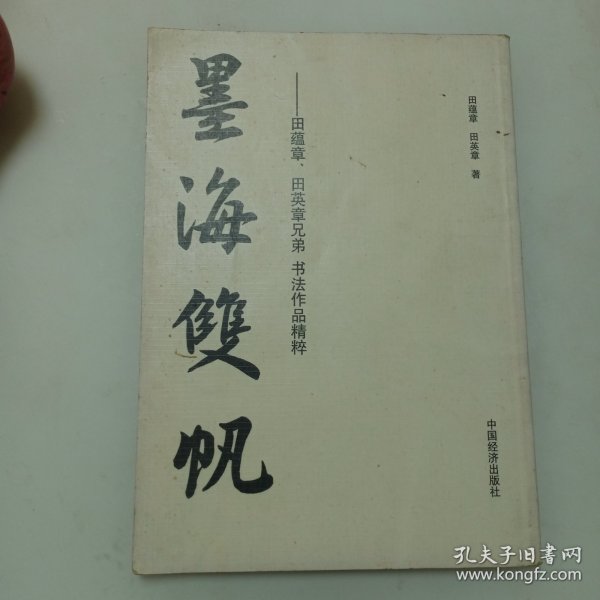 墨海雙帆
——田蕴章、田英章兄弟 书法作品精粹
田蕴章 田英章 著
中国经济出版社
孔夫子旧书网
www.kongfz.com